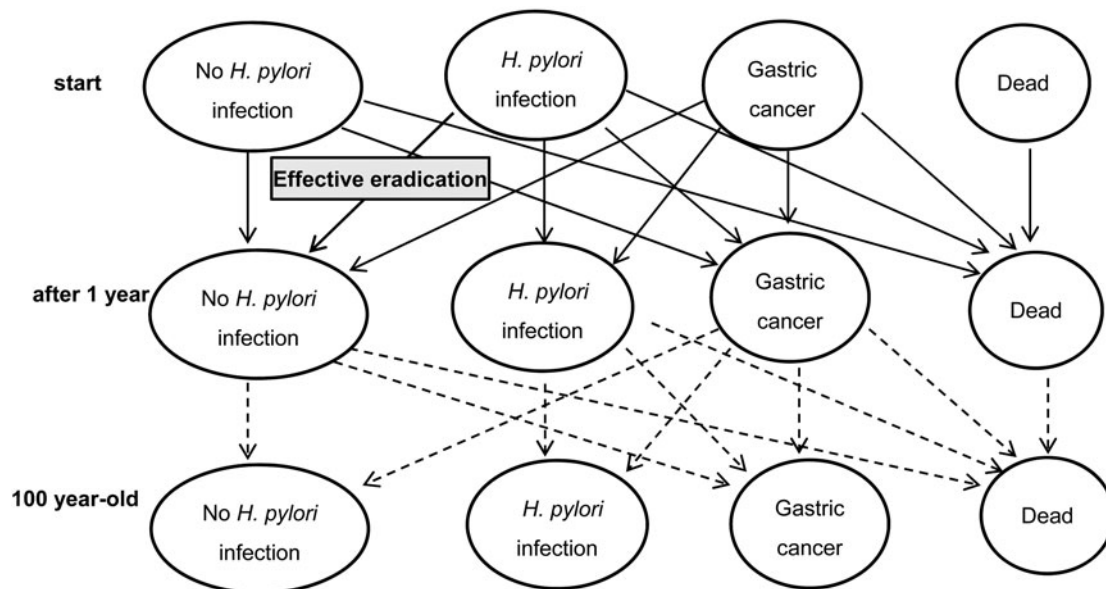 start
No H. pylori
infection
H. pylori
infection
Gastric
cancer
Dead
Effective eradication
after 1 year
No H. pylori
infection
H. pylori
infection
Gastric
cancer
Dead
100 year-old
No H. pylori
infection
H. pylori
infection
Gastric
cancer
Dead